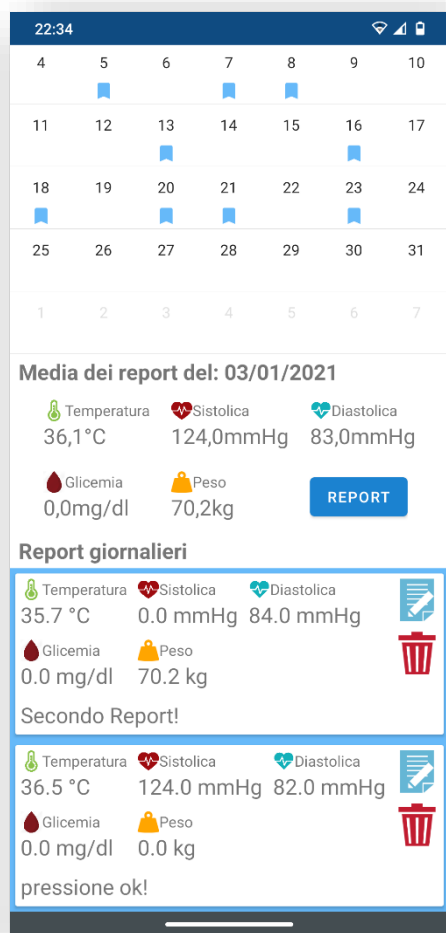 22:34
4 5 6 7 8 9 10
11 12 13 14 15 16 17
18 19 20 21 22 23 24
25 26 27 28 29 30 31
1 2 3 4 5 6 7
Media dei report del: 03/01/2021
Temperatura Sistolica Diastolica
36,1°C 124,0mmHg 83,0mmHg
Glicemia Peso
0,0mg/dl 70,2kg REPORT
Report giornalieri
Temperatura Sistolica Diastolica
35.7 °C 0.0 mmHg 84.0 mmHg
Glicemia Peso
0.0 mg/dl 70.2 kg
Secondo Report!
Temperatura Sistolica Diastolica
36.5 °C 124.0 mmHg 82.0 mmHg
Glicemia Peso
0.0 mg/dl 0.0 kg
pressione ok!